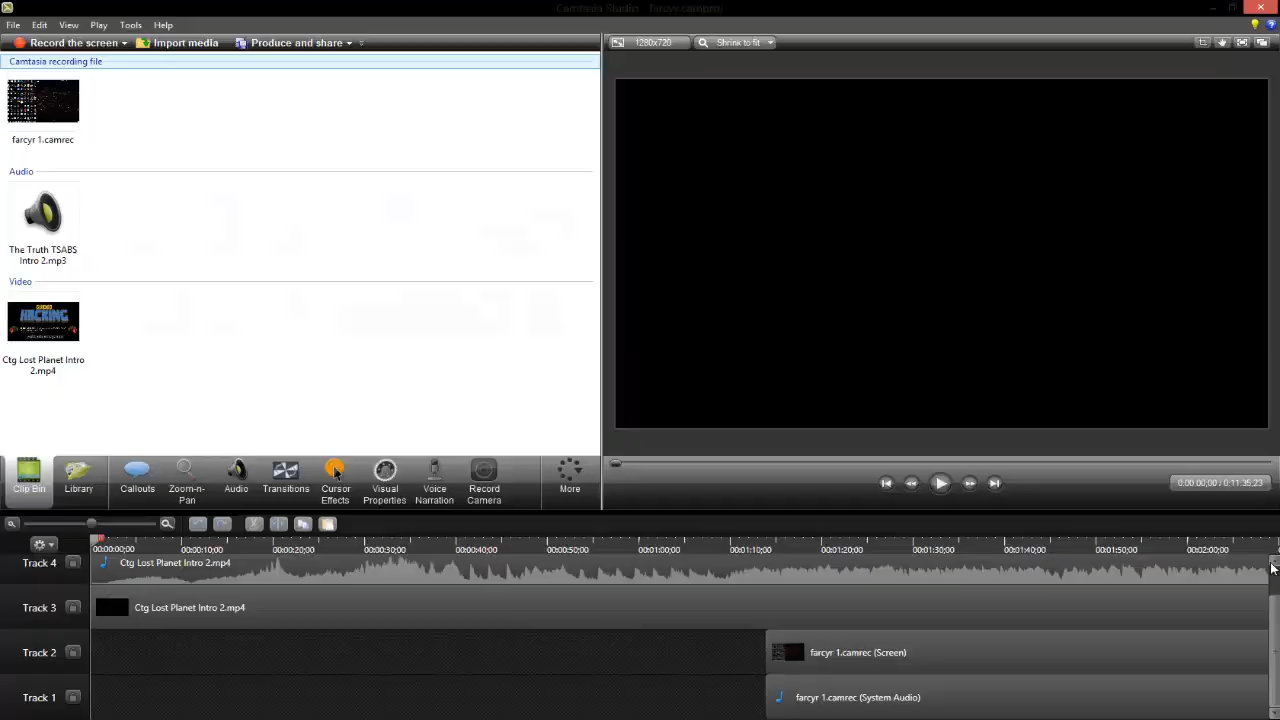 Camtasia Studio - farcyr.camproj
File Edit View Play Tools Help
Record the screen Import media Produce and share 1280x720 Shrink to fit
Camtasia recording file
farcyr 1.camrec
Audio
The Truth TSABS
Intro 2.mp3
Video
HACKING
Ctg Lost Planet Intro
2.mp4
Clip Bin Library Callouts Zoom-n-
Pan Audio Transitions Cursor
Effects Visual
Properties Voice
Narration Record
Camera More
0:00:00;00 / 0:11:35;23
00:00:00;00 00:00:10;00 00:00:20;00 00:00:30;00 00:00:40;00 00:00:50;00 00:01:00;00 00:01:10;00 00:01:20;00 00:01:30;00 00:01:40;00 00:01:50;00 00:02:00;00
Track 4 Ctg Lost Planet Intro 2.mp4
Track 3 Ctg Lost Planet Intro 2.mp4
Track 2 farcyr 1.camrec (Screen)
Track 1 farcyr 1.camrec (System Audio)